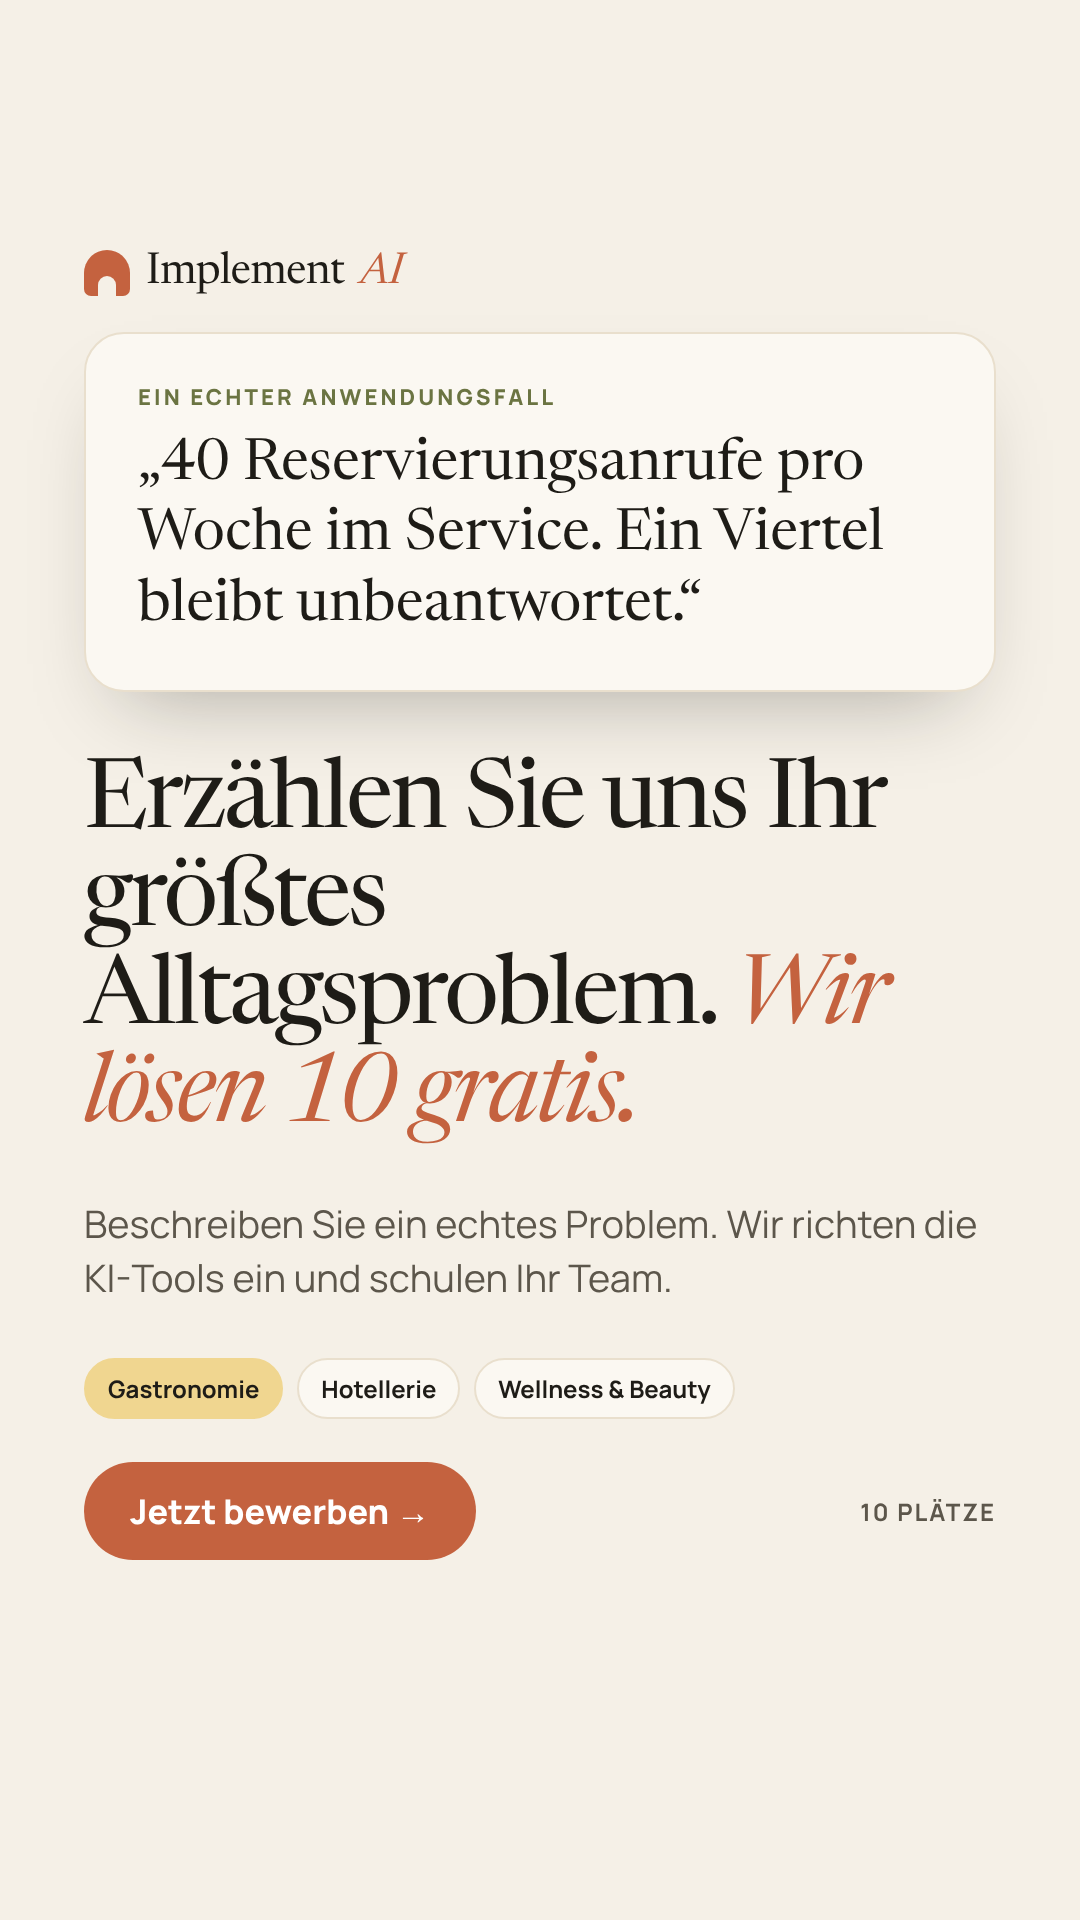 Implement AI
EIN ECHTER ANWENDUNGSFALL
„40 Reservierungsanrufe pro
Woche im Service. Ein Viertel
bleibt unbeantwortet.“
Erzählen Sie uns Ihr
größtes
Alltagsproblem. Wir
lösen 10 gratis.
Beschreiben Sie ein echtes Problem. Wir richten die
KI-Tools ein und schulen Ihr Team.
Gastronomie Hotellerie Wellness & Beauty
Jetzt bewerben → 10 PLÄTZE